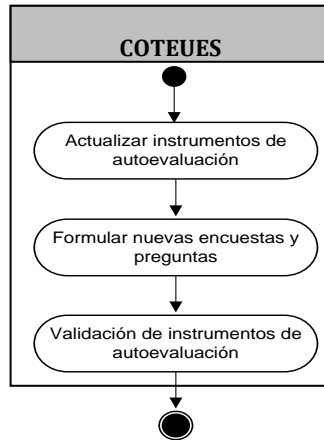 COTEUES
Actualizar instrumentos de
autoevaluación
Formular nuevas encuestas y
preguntas
Validación de instrumentos de
autoevaluación